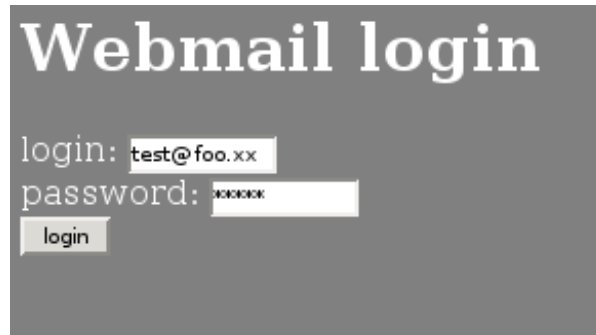 Webmail login
login: test@foo.xx
password: *****
login